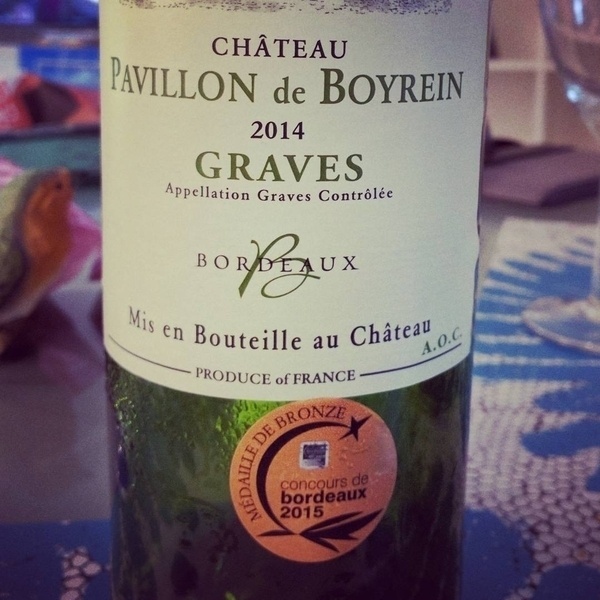 CHÂTEAU
PAVILLON de BOYREIN
2014
GRAVES
Appellation Graves Contrôlée
B
BORDEAUX
Mis en Bouteille au Château
A.O.C.
PRODUCE of FRANCE
MÉDAILLE DE BRONZE
concours de
bordeaux
2015